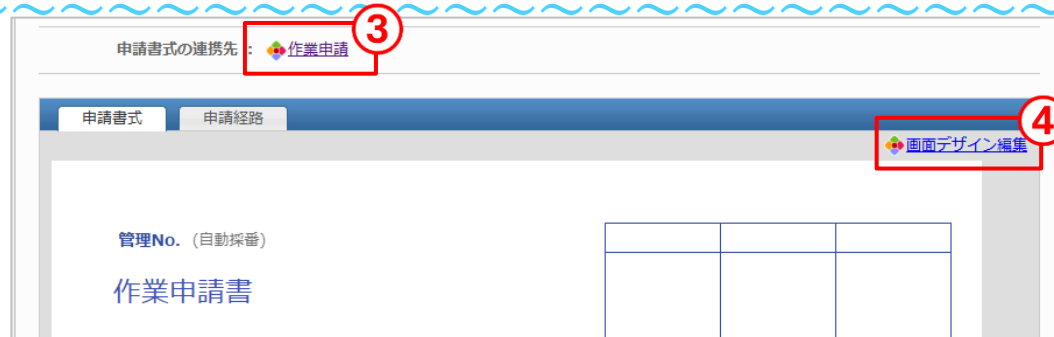 ③
申請書式の連携先 : 作業申請
申請書式 申請経路
④
画面デザイン編集
管理No. (自動採番)
作業申請書